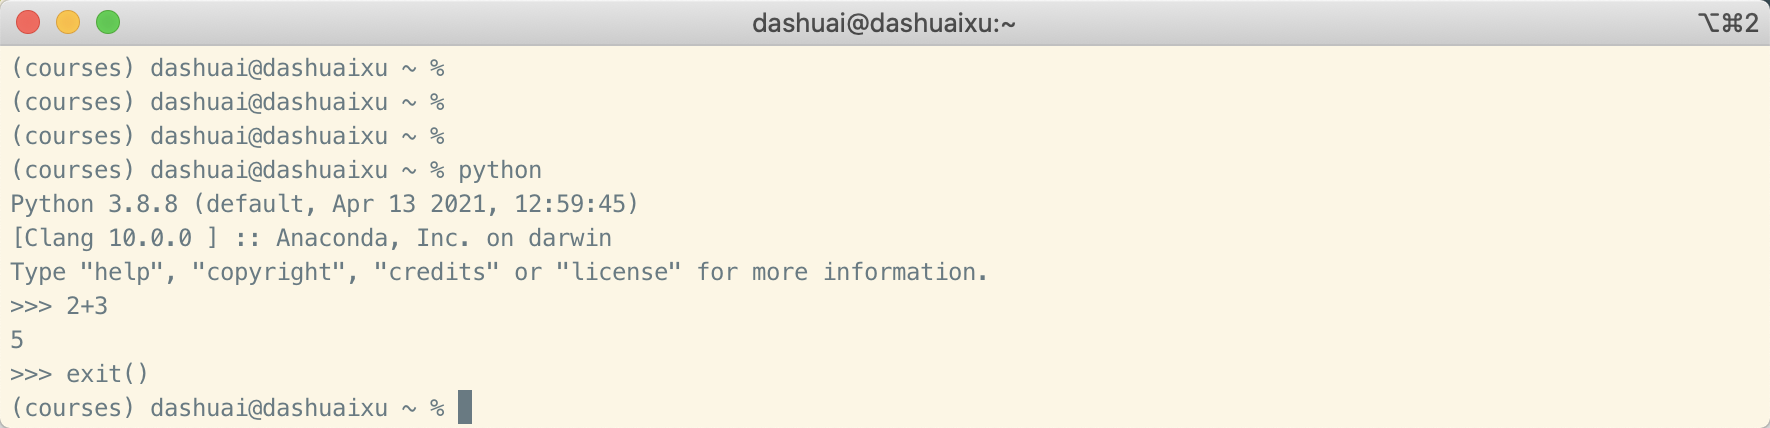 dashuai@dashuaixu:~ ⌥⌘2
(courses) dashuai@dashuaixu ~ %
(courses) dashuai@dashuaixu ~ %
(courses) dashuai@dashuaixu ~ %
(courses) dashuai@dashuaixu ~ % python
Python 3.8.8 (default, Apr 13 2021, 12:59:45)
[Clang 10.0.0 ] :: Anaconda, Inc. on darwin
Type "help", "copyright", "credits" or "license" for more information.
>>> 2+3
5
>>> exit()
(courses) dashuai@dashuaixu ~ %